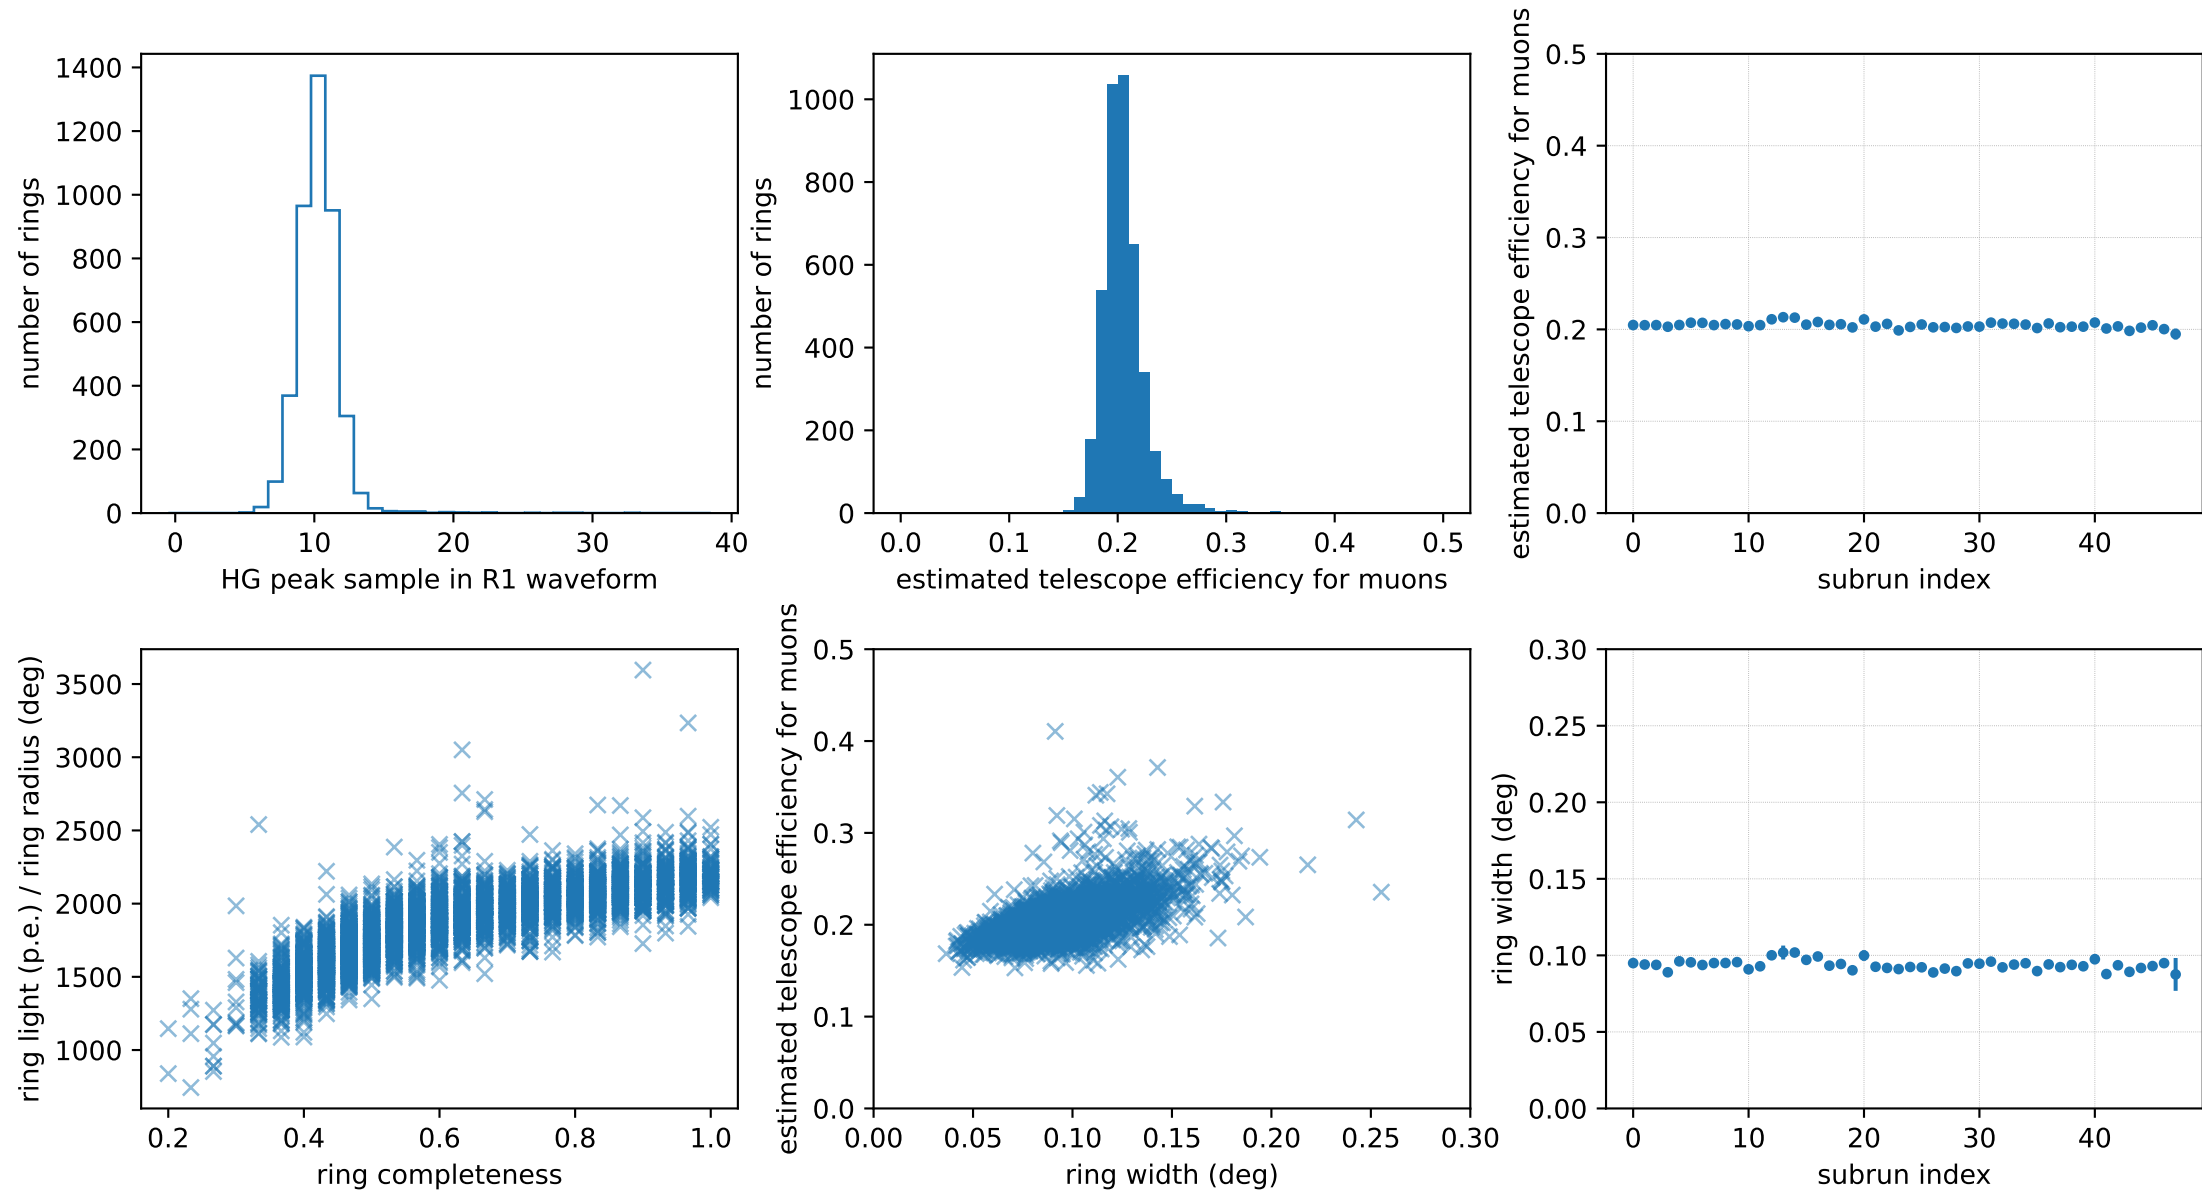 1400
1200
1000
800
600
400
200
0
number of rings
0 10 20 30 40
HG peak sample in R1 waveform
1000
800
600
400
200
0
number of rings
0.0 0.1 0.2 0.3 0.4 0.5
estimated telescope efficiency for muons
0.5
0.4
0.3
0.2
0.1
0.0
estimated telescope efficiency for muons
0 10 20 30 40
subrun index
3500
3000
2500
2000
1500
1000
ring light (p.e.) / ring radius (deg)
0.2 0.4 0.6 0.8 1.0
ring completeness
0.5
0.4
0.3
0.2
0.1
0.0
estimated telescope efficiency for muons
0.00 0.05 0.10 0.15 0.20 0.25 0.30
ring width (deg)
0.30
0.25
0.20
0.15
0.10
0.05
0.00
ring width (deg)
0 10 20 30 40
subrun index